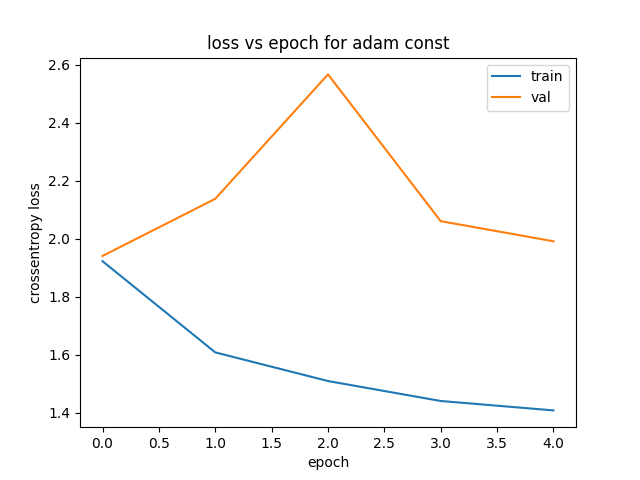 loss vs epoch for adam const
train
val
crossentropy loss
2.6
2.4
2.2
2.0
1.8
1.6
1.4
0.0 0.5 1.0 1.5 2.0 2.5 3.0 3.5 4.0
epoch